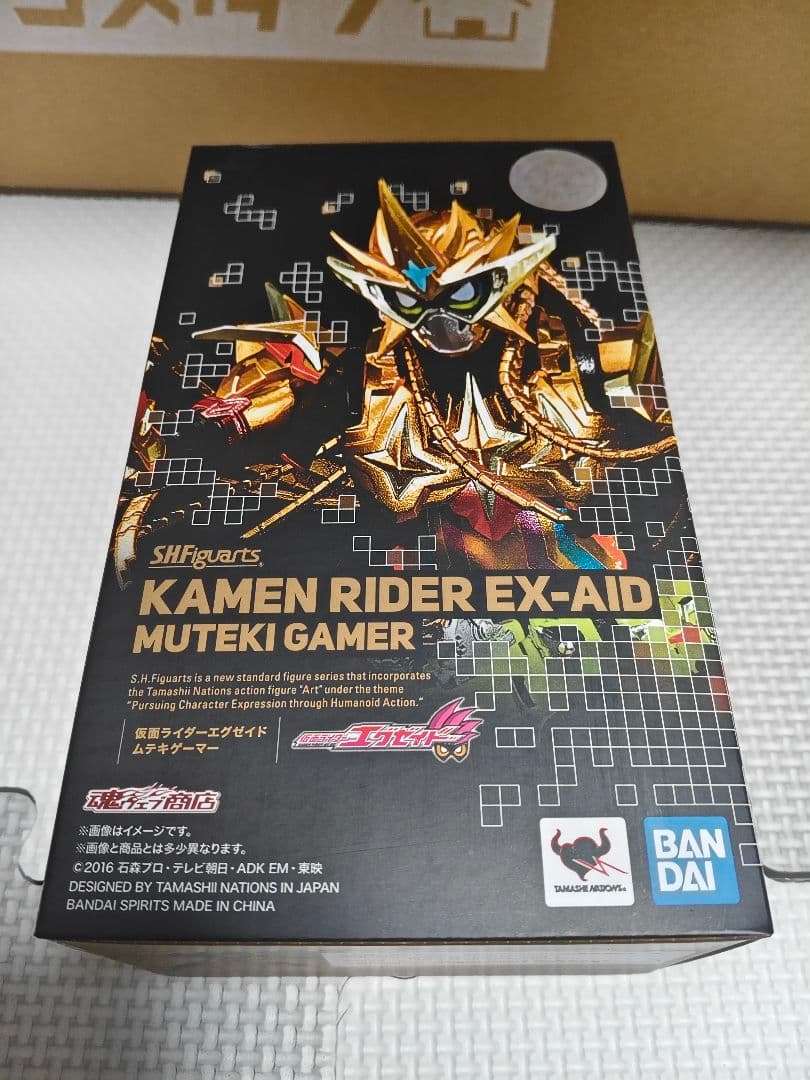 S.H.Figuarts
KAMEN RIDER EX-AID
MUTEKI GAMER
S.H.Figuarts is a new standard figure series that incorporates
the Tamashii Nations action figure "Art" under the theme
"Pursuing Character Expression through Humanoid Action."
仮面ライダーエグゼイド
ムテキゲーマー
仮面ライダー
エグゼイド
魂ウェブ商店
※画像はイメージです。
※画像と商品とは多少異なります。
©2016 石森プロ・テレビ朝日・ADK EM・東映
DESIGNED BY TAMASHII NATIONS IN JAPAN
BANDAI SPIRITS MADE IN CHINA
TAMASHII NATIONS
BAN
DAI